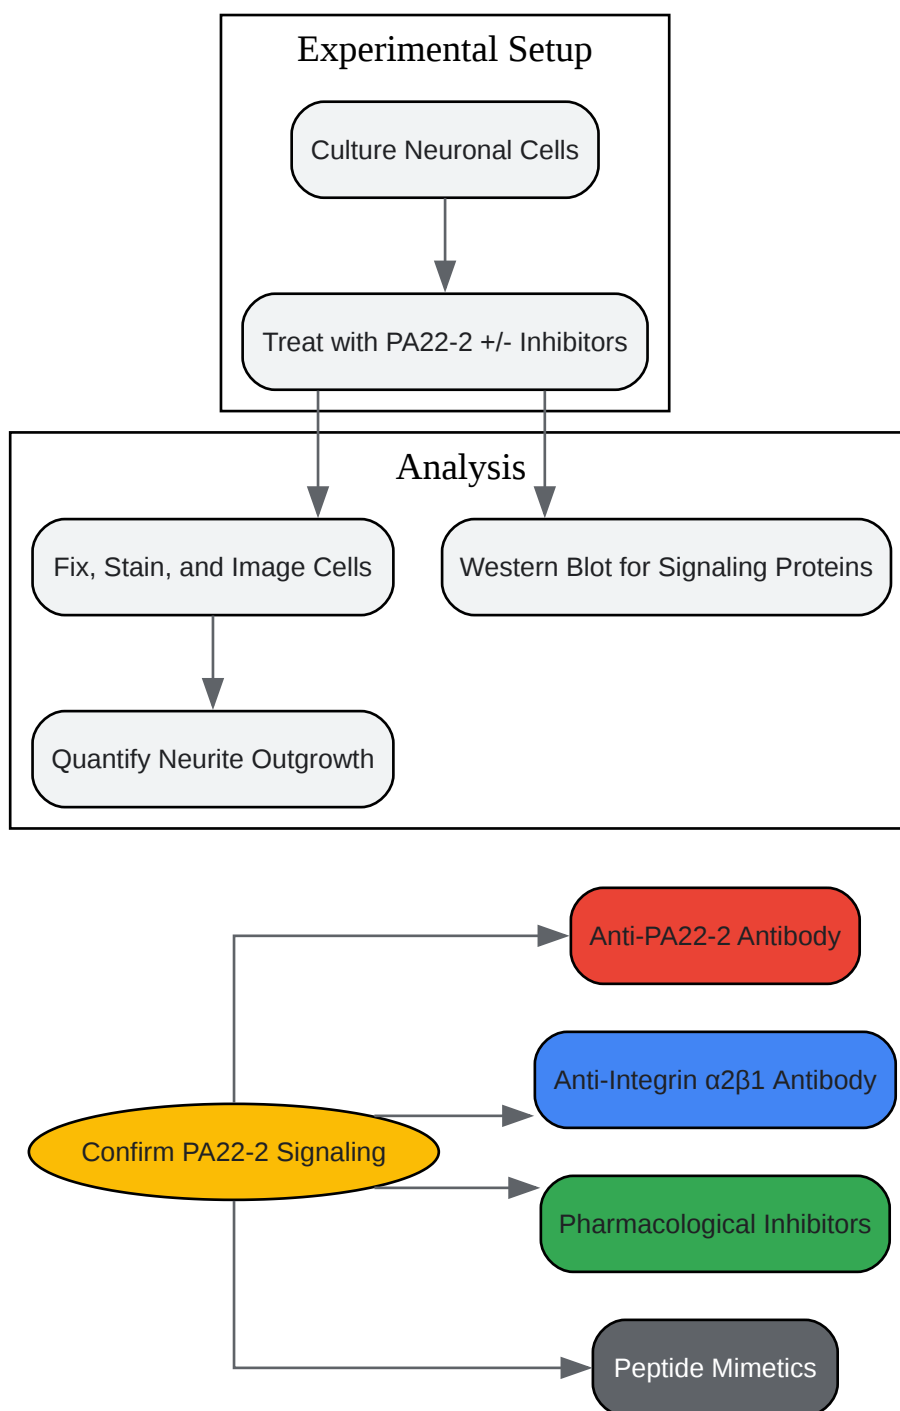 Experimental Setup
Culture Neuronal Cells
Treat with PA22-2 +/- Inhibitors
Analysis
Fix, Stain, and Image Cells
Western Blot for Signaling Proteins
Quantify Neurite Outgrowth
Anti-PA22-2 Antibody
Anti-Integrin α2β1 Antibody
Confirm PA22-2 Signaling
Pharmacological Inhibitors
Peptide Mimetics